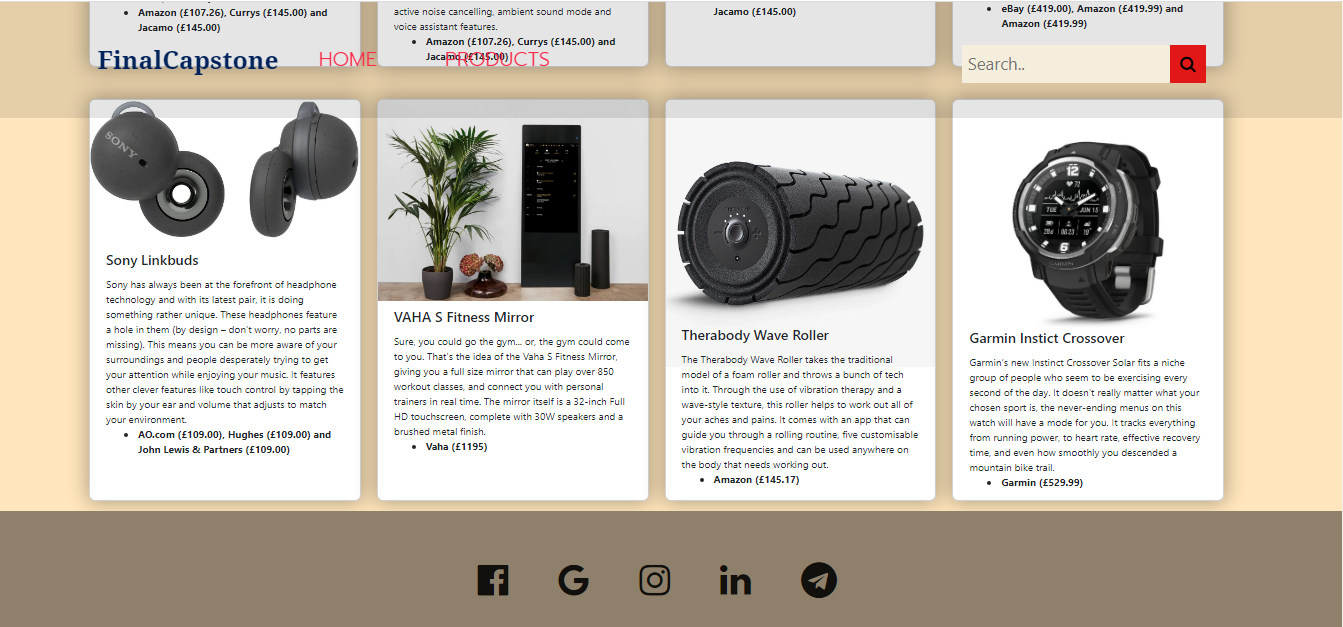 Amazon (£107.26), Currys (£145.00) and
Jacamo (£145.00)
active noise cancelling, ambient sound mode and
voice assistant features.
Amazon (£107.26), Currys (£145.00) and
Jacamo (£145.00)
Jacamo (£145.00)
eBay (£419.00), Amazon (£419.99) and
Amazon (£419.99)
FinalCapstone
HOME
PRODUCTS
Search..
SONY
Sony Linkbuds
Sony has always been at the forefront of headphone
technology and with its latest pair, it is doing
something rather unique. These headphones feature
a hole in them (by design – don't worry, no parts are
missing). This means you can be more aware of your
surroundings and people desperately trying to get
your attention while enjoying your music. It features
other clever features like touch control by tapping the
skin by your ear and volume that adjusts to match
your environment.
AO.com (£109.00), Hughes (£109.00) and
John Lewis & Partners (£109.00)
VAHA S Fitness Mirror
Sure, you could go the gym... or, the gym could come
to you. That's the idea of the Vaha S Fitness Mirror,
giving you a full size mirror that can play over 850
workout classes, and connect you with personal
trainers in real time. The mirror itself is a 32-inch Full
HD touchscreen, complete with 30W speakers and a
brushed metal finish.
Vaha (£1195)
Therabody Wave Roller
The Therabody Wave Roller takes the traditional
model of a foam roller and throws a bunch of tech
into it. Through the use of vibration therapy and a
wave-style texture, this roller helps to work out all of
your aches and pains. It comes with an app that can
guide you through a rolling routine, five customisable
vibration frequencies and can be used anywhere on
the body that needs working out.
Amazon (£145.17)
12
72
TUE
JUN 15
6
GARMIN
Garmin Instict Crossover
Garmin's new Instinct Crossover Solar fits a niche
group of people who seem to be exercising every
second of the day. It doesn't really matter what your
chosen sport is, the never-ending menus on this
watch will have a mode for you. It tracks everything
from running power, to heart rate, effective recovery
time, and even how smoothly you descended a
mountain bike trail.
Garmin (£529.99)